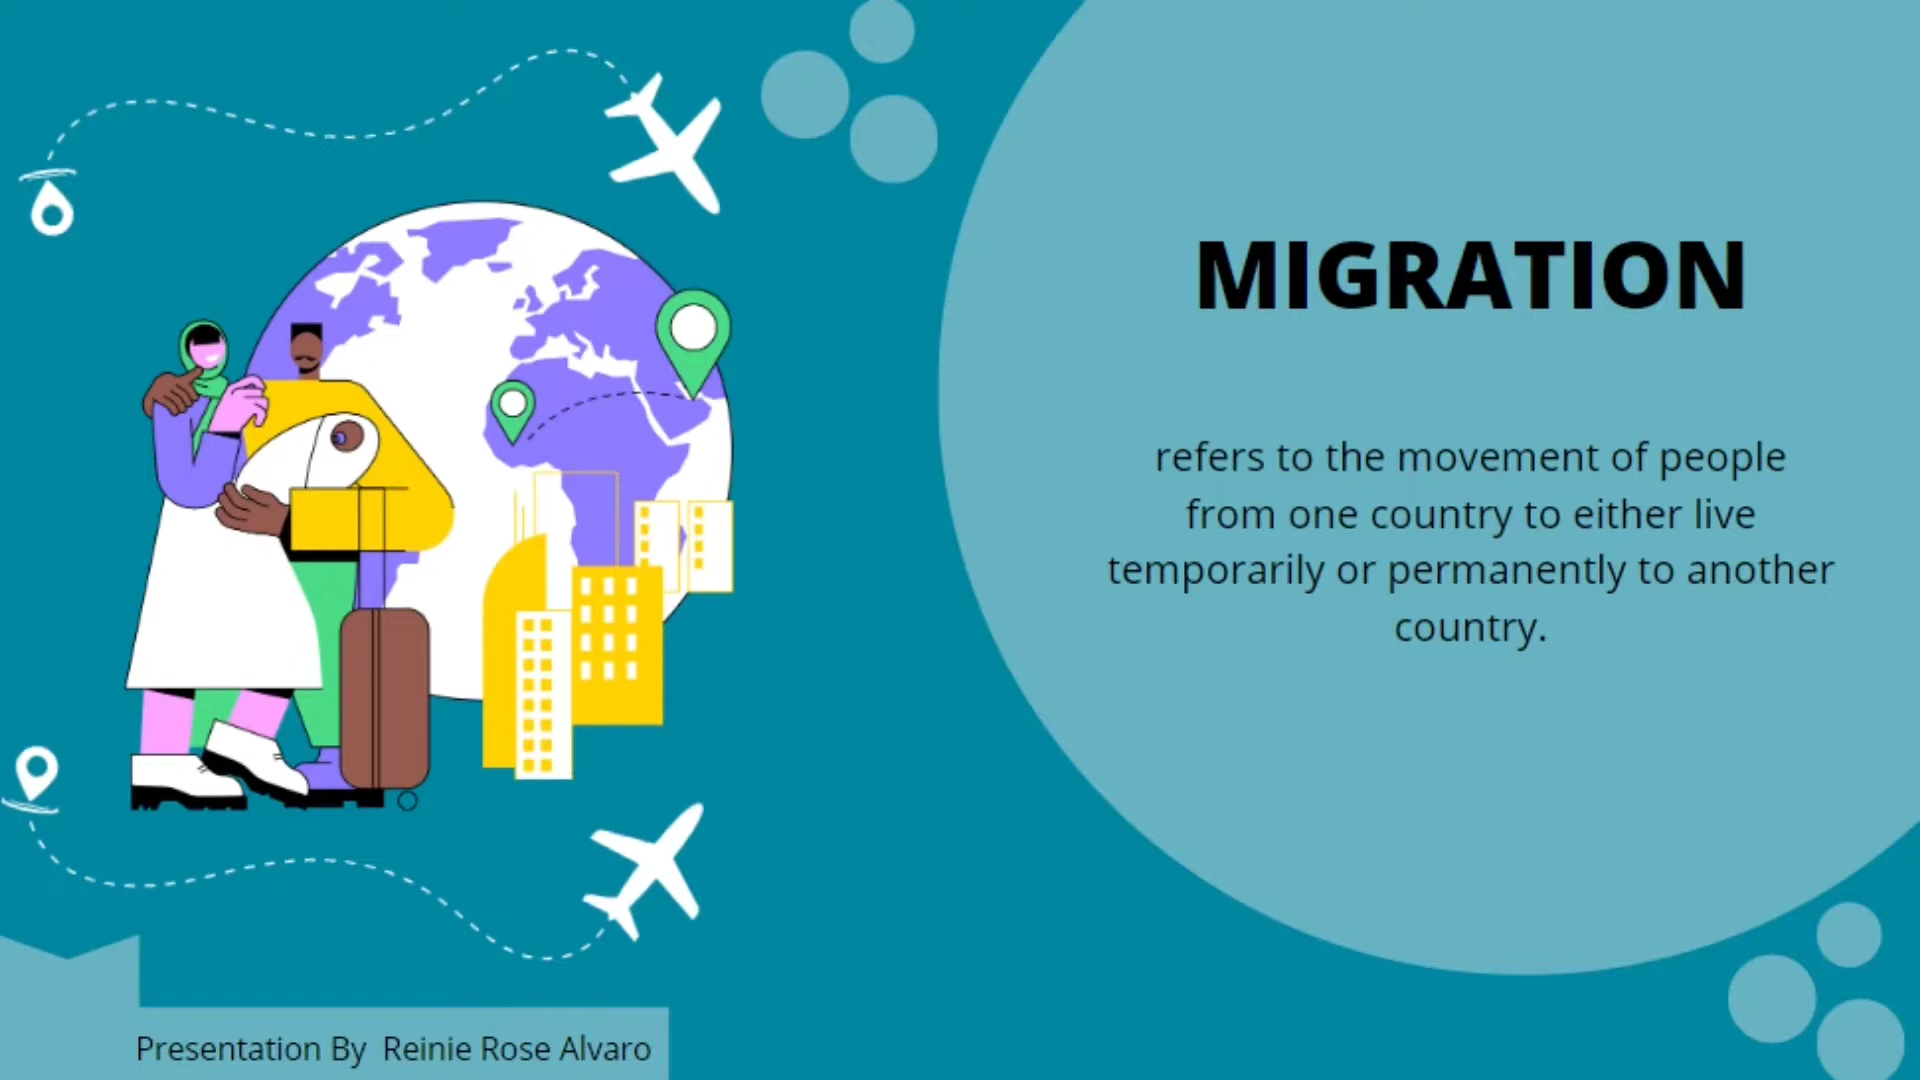 MIGRATION
refers to the movement of people
from one country to either live
temporarily or permanently to another
country.
Presentation By Reinie Rose Alvaro